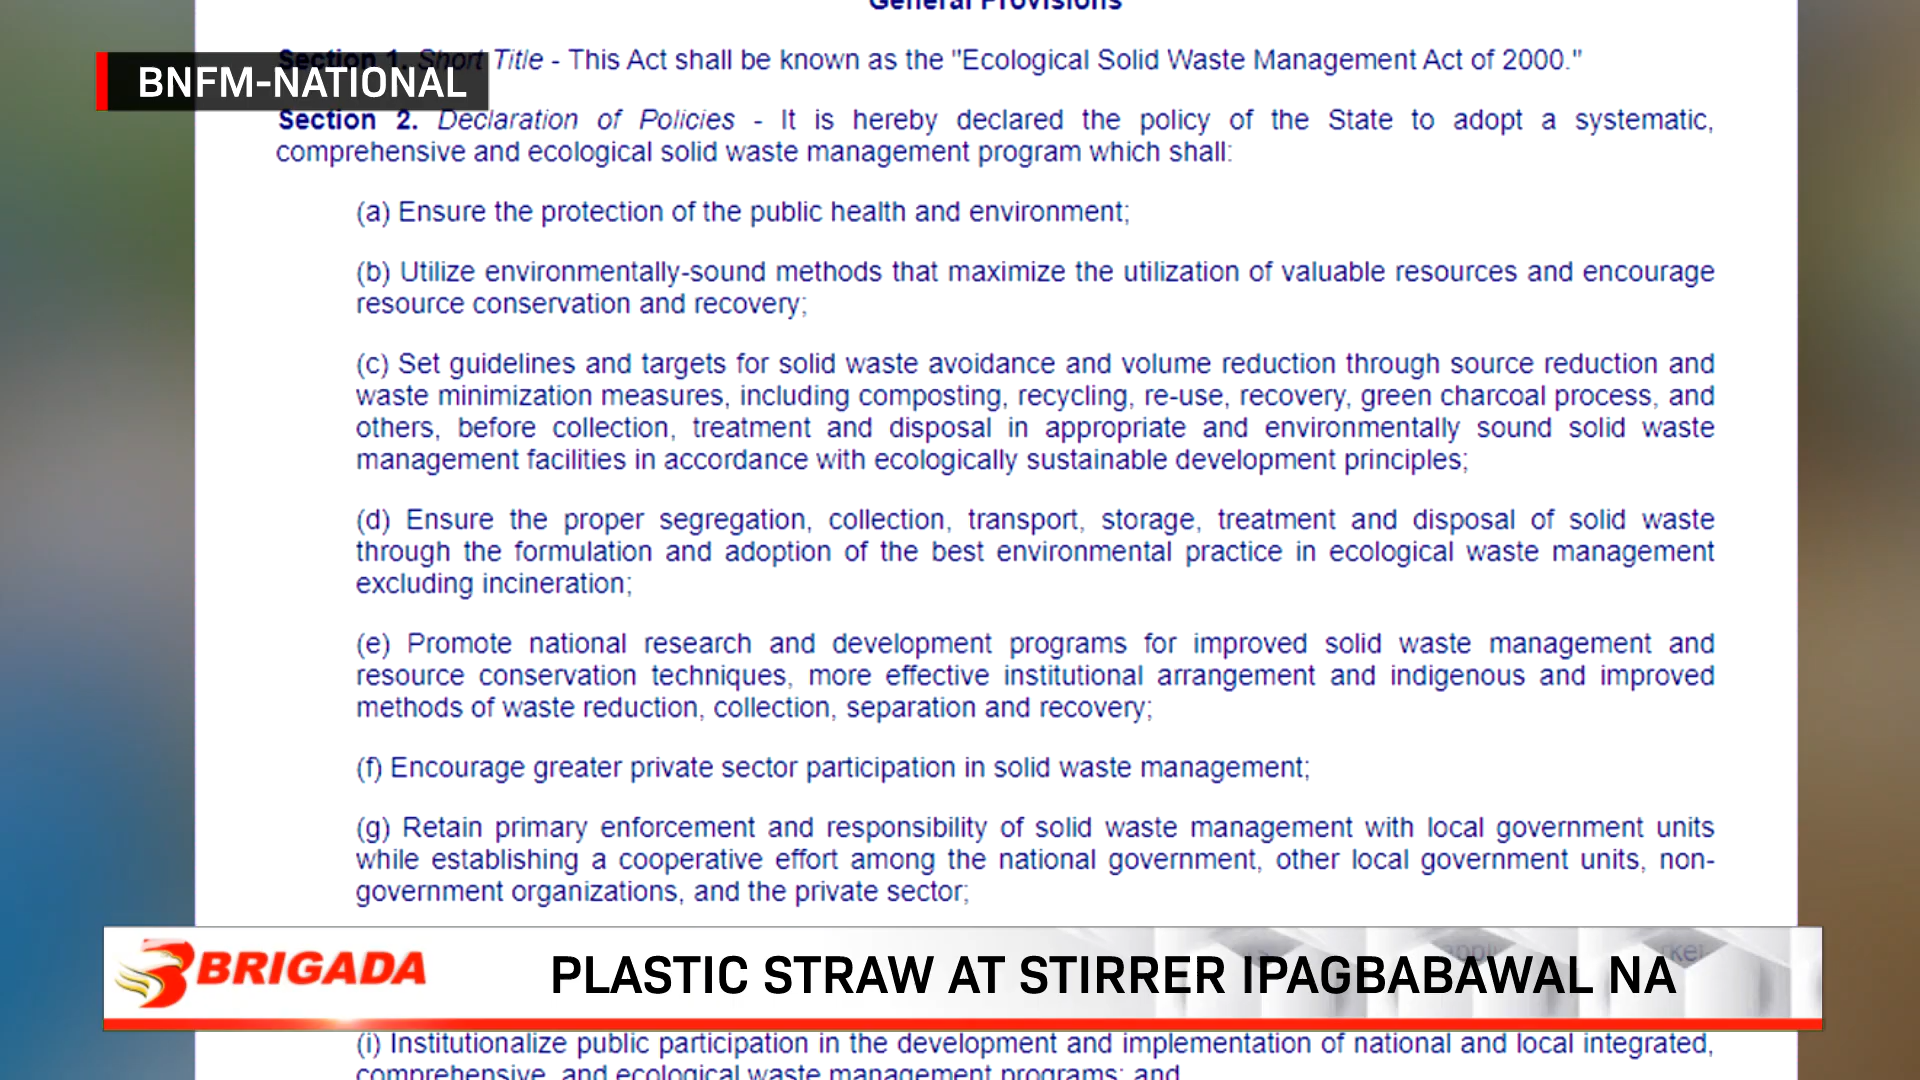 General Provisions
BNFM-NATIONAL
Section 1. Short Title - This Act shall be known as the "Ecological Solid Waste Management Act of 2000."
Section 2. Declaration of Policies - It is hereby declared the policy of the State to adopt a systematic,
comprehensive and ecological solid waste management program which shall:
(a) Ensure the protection of the public health and environment;
(b) Utilize environmentally-sound methods that maximize the utilization of valuable resources and encourage
resource conservation and recovery;
(c) Set guidelines and targets for solid waste avoidance and volume reduction through source reduction and
waste minimization measures, including composting, recycling, re-use, recovery, green charcoal process, and
others, before collection, treatment and disposal in appropriate and environmentally sound solid waste
management facilities in accordance with ecologically sustainable development principles;
(d) Ensure the proper segregation, collection, transport, storage, treatment and disposal of solid waste
through the formulation and adoption of the best environmental practice in ecological waste management
excluding incineration;
(e) Promote national research and development programs for improved solid waste management and
resource conservation techniques, more effective institutional arrangement and indigenous and improved
methods of waste reduction, collection, separation and recovery;
(f) Encourage greater private sector participation in solid waste management;
(g) Retain primary enforcement and responsibility of solid waste management with local government units
while establishing a cooperative effort among the national government, other local government units, non-
government organizations, and the private sector;
BRIGADA
PLASTIC STRAW AT STIRRER IPAGBABAWAL NA
(i) Institutionalize public participation in the development and implementation of national and local integrated,
comprehensive, and ecological waste management programs; and